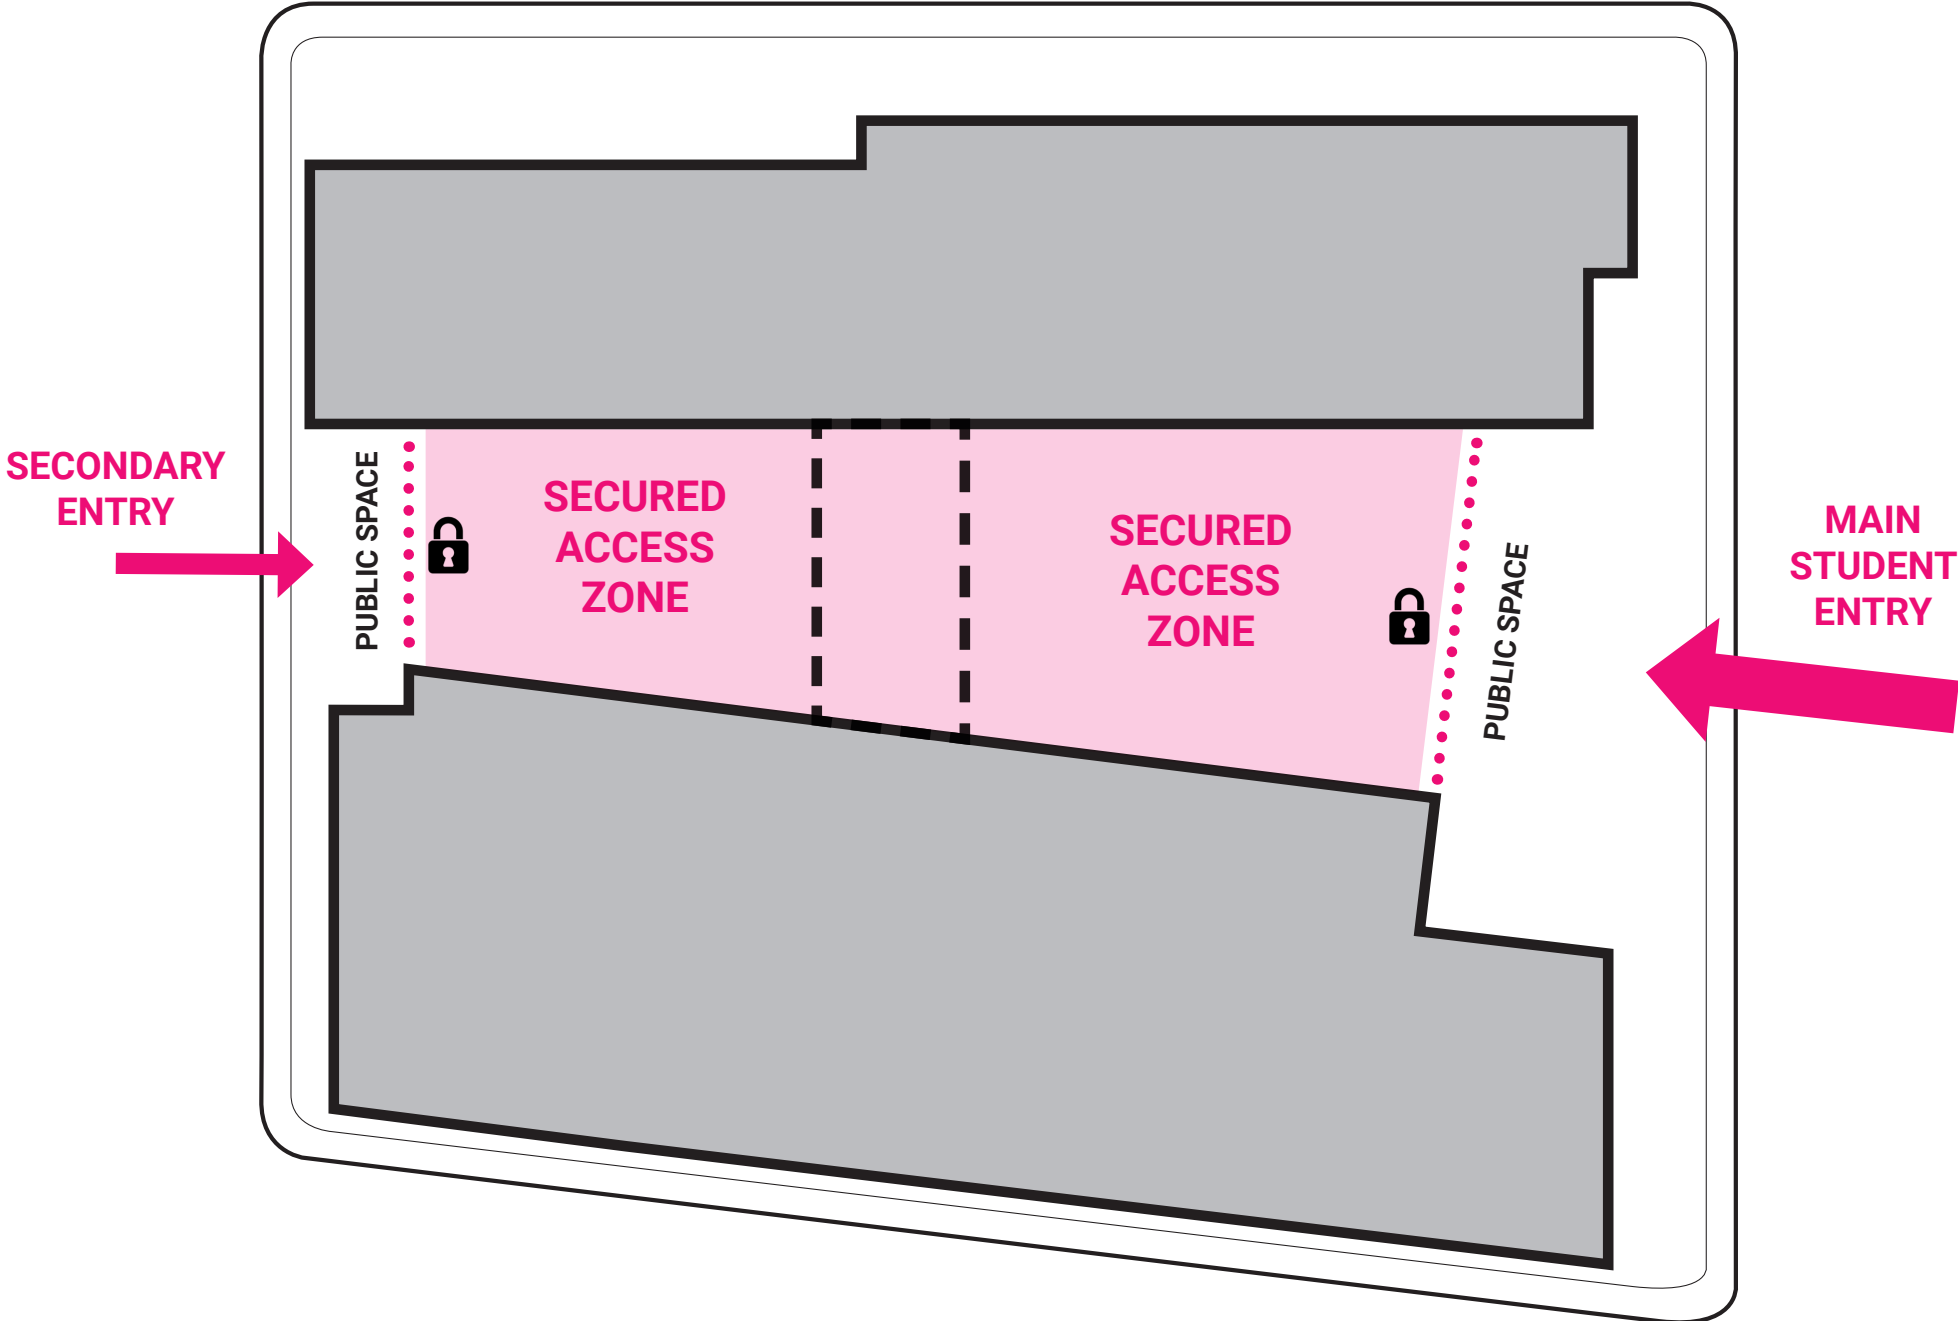 SECONDARY
ENTRY
PUBLIC SPACE
SECURED
ACCESS
ZONE
SECURED
ACCESS
ZONE
PUBLIC SPACE
MAIN
STUDENT
ENTRY